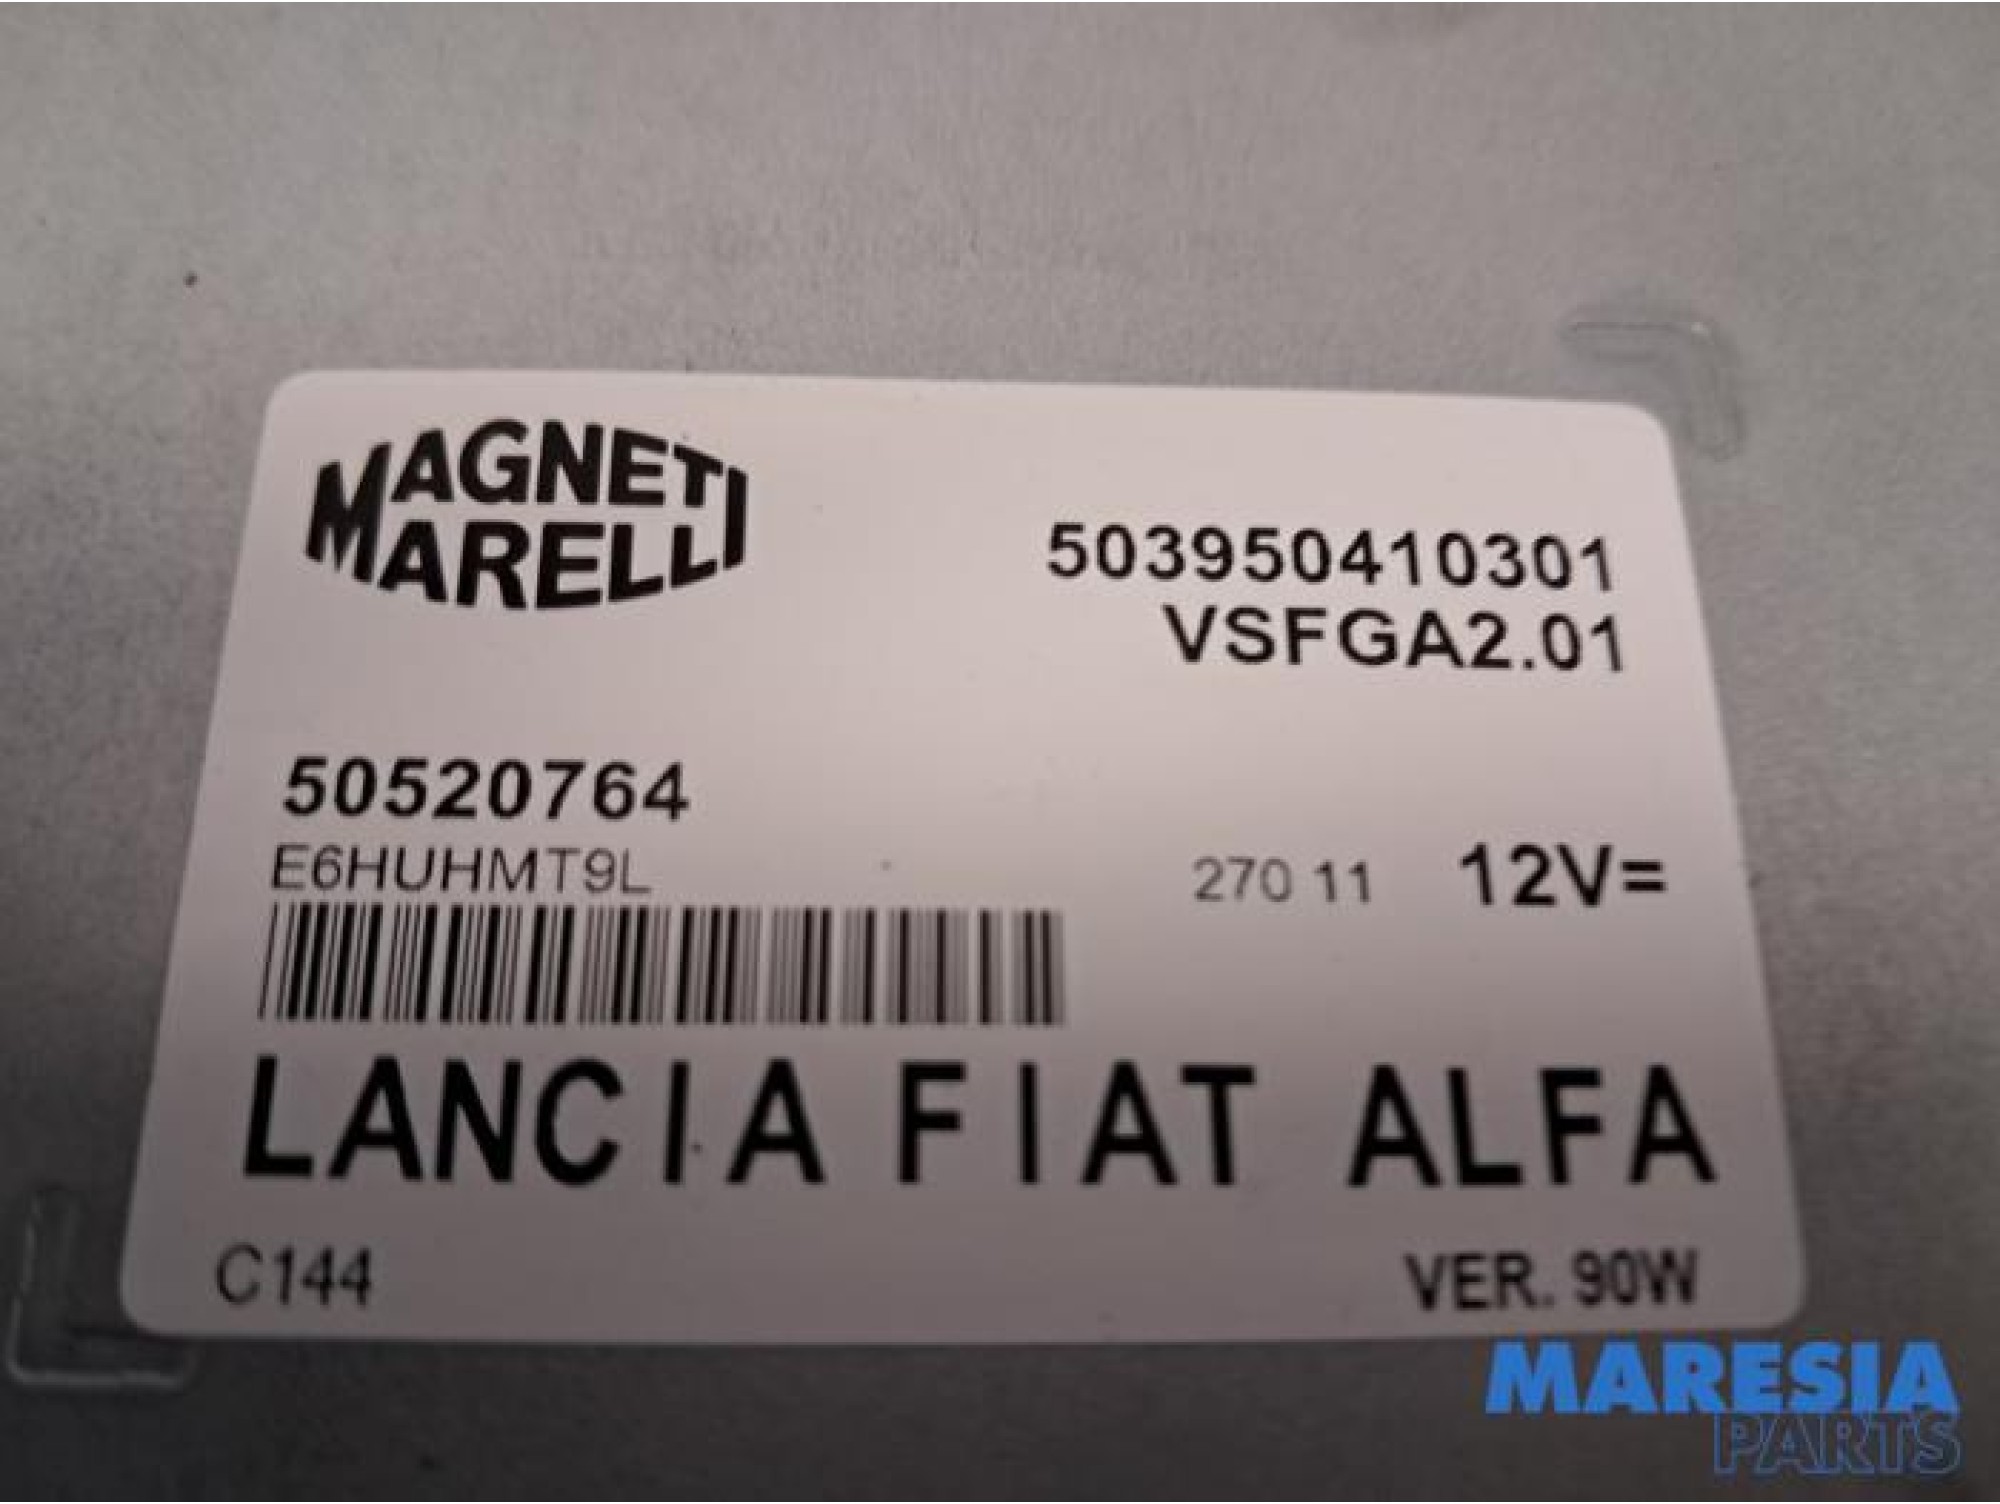 MAGNETI
MARELLI
503950410301
VSFGA2.01
50520764
E6HUHMT9L
270 11 12V=
LANCIA FIAT ALFA
C144
VER. 90W
MARESIA
PARTS